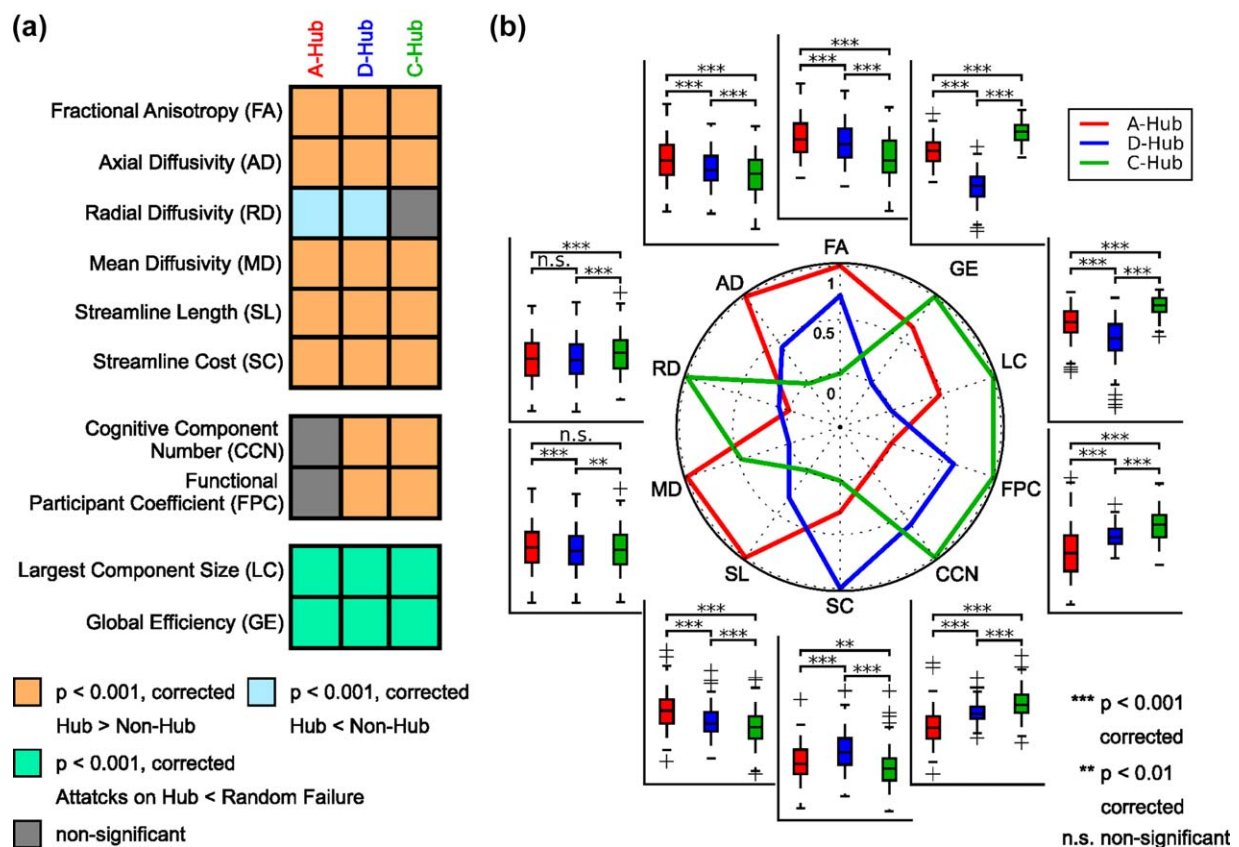 (a)
A-Hub
D-Hub
C-Hub
Fractional Anisotropy (FA)
Axial Diffusivity (AD)
Radial Diffusivity (RD)
Mean Diffusivity (MD)
Streamline Length (SL)
Streamline Cost (SC)
Cognitive Component
Number (CCN)
Functional
Participant Coefficient (FPC)
Largest Component Size (LC)
Global Efficiency (GE)
p < 0.001, corrected
Hub > Non-Hub
p < 0.001, corrected
Hub < Non-Hub
p < 0.001, corrected
Attatcks on Hub < Random Failure
non-significant
(b)
***
***
***
***
***
***
***
***
***
A-Hub
D-Hub
C-Hub
***
n.s.
***
***
***
***
FA
AD
GE
1
0.5
0
RD
LC
MD
FPC
SL
CCN
SC
n.s.
***
**
***
***
***
***
***
***
**
***
***
***
***
***
*** p < 0.001
corrected
** p < 0.01
corrected
n.s. non-significant